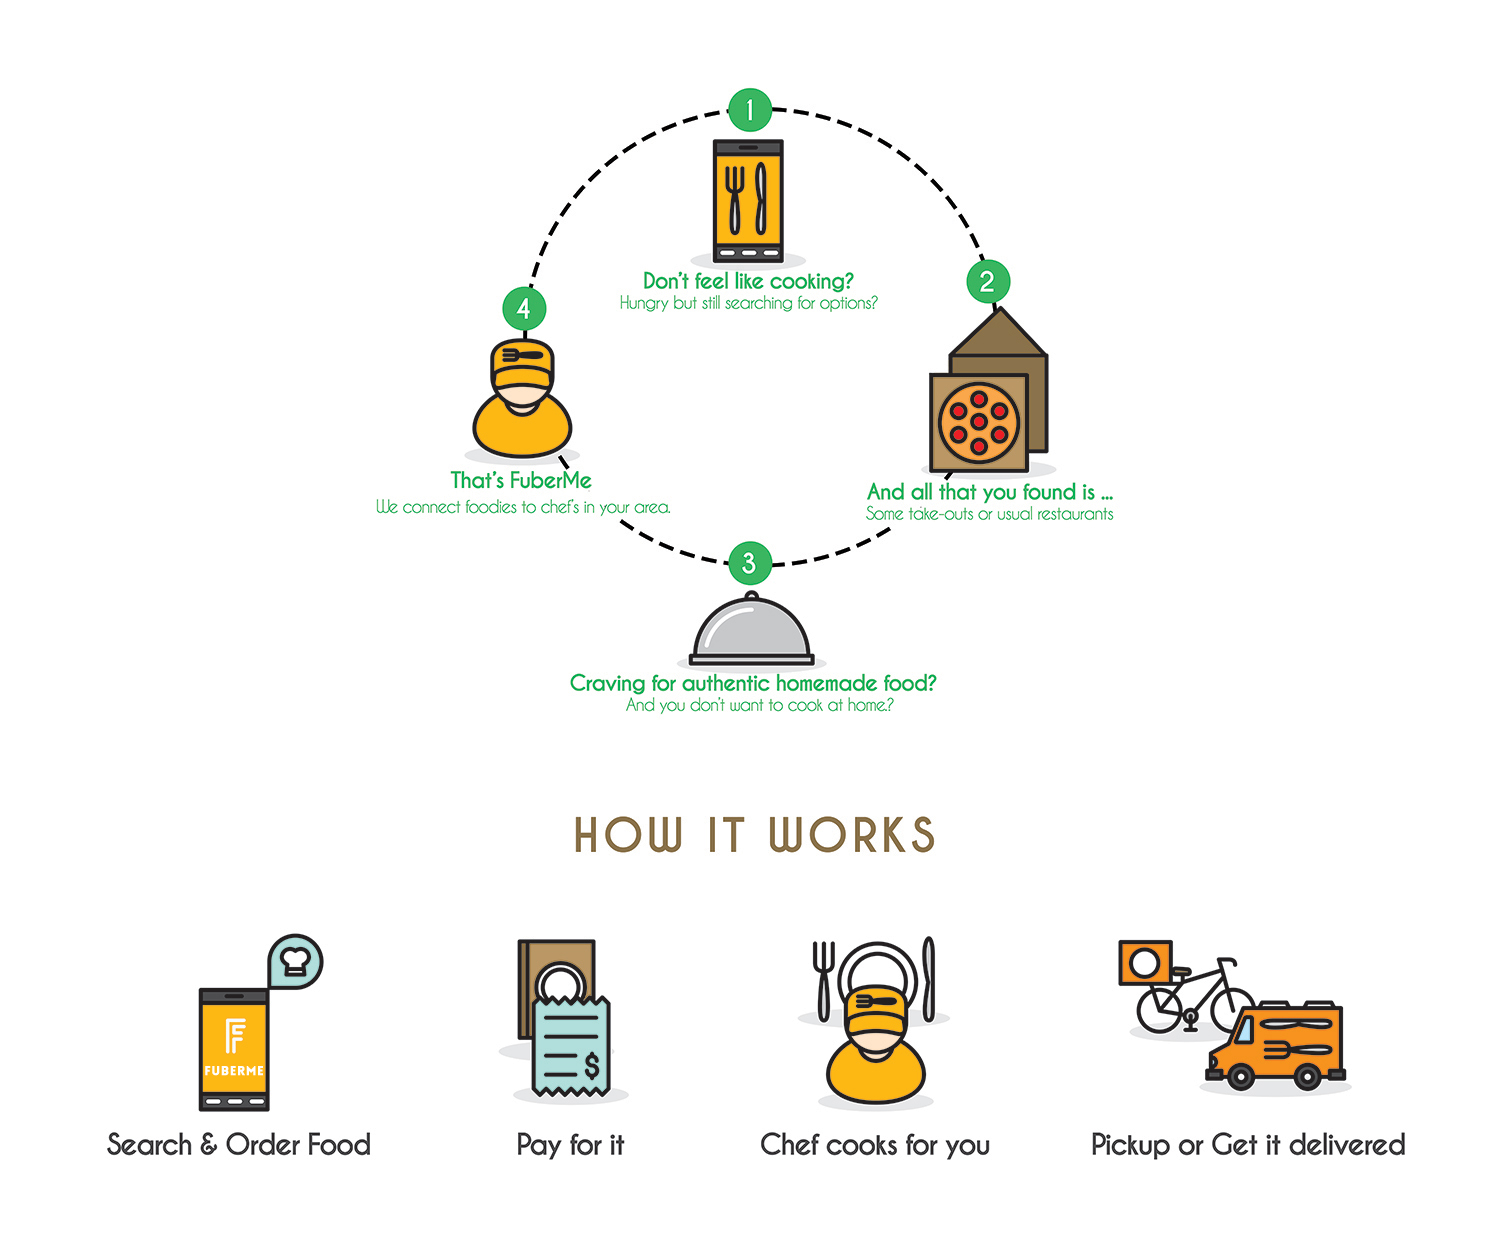 1
Don't feel like cooking?
Hungry but still searching for options?
2
And all that you found is ...
Some take-outs or usual restaurants
3
Craving for authentic homemade food?
And you don't want to cook at home.?
4
That's FuberMe
We connect foodies to chef's in your area.
HOW IT WORKS
F
FUBERME
Search & Order Food
$
Pay for it
Chef cooks for you
Pickup or Get it delivered